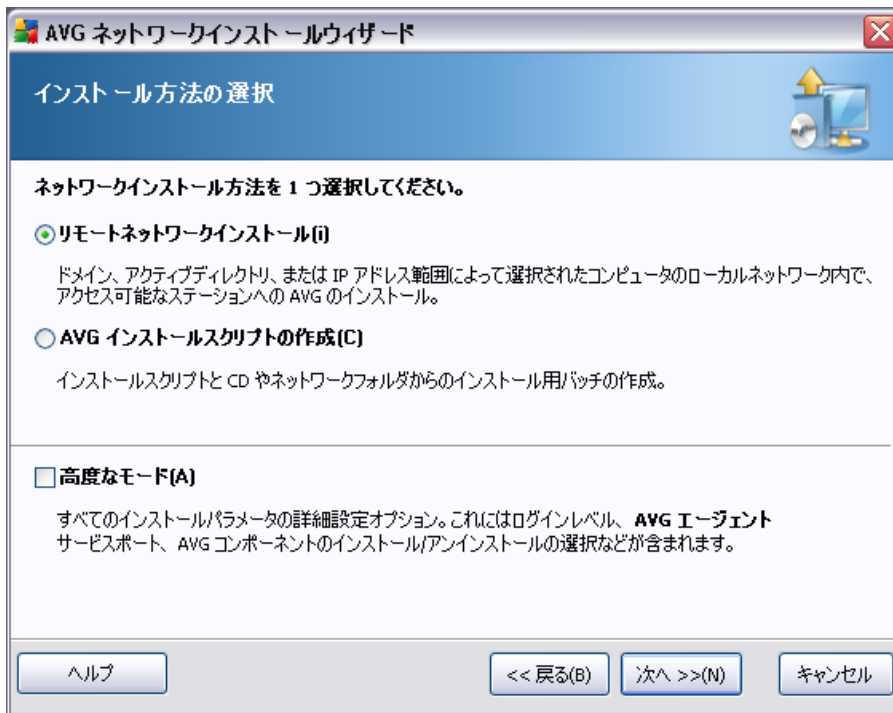 AVG ネットワークインストールウィザード
インストール方法の選択
ネットワークインストール方法を 1 つ選択してください。
リモートネットワークインストール(i)
ドメイン、アクティブディレクトリ、または IP アドレス範囲によって選択されたコンピュータのローカルネットワーク内で、
アクセス可能なステーションへの AVG のインストール。
AVG インストールスクリプトの作成(C)
インストールスクリプトと CD やネットワークフォルダからのインストール用バッチの作成。
高度なモード(A)
すべてのインストールパラメータの詳細設定オプション。これにはログインレベル、AVG エージェント
サービスポート、AVG コンポーネントのインストール/アンインストールの選択などが含まれます。
ヘルプ
<< 戻る(B)
次へ >>(N)
キャンセル